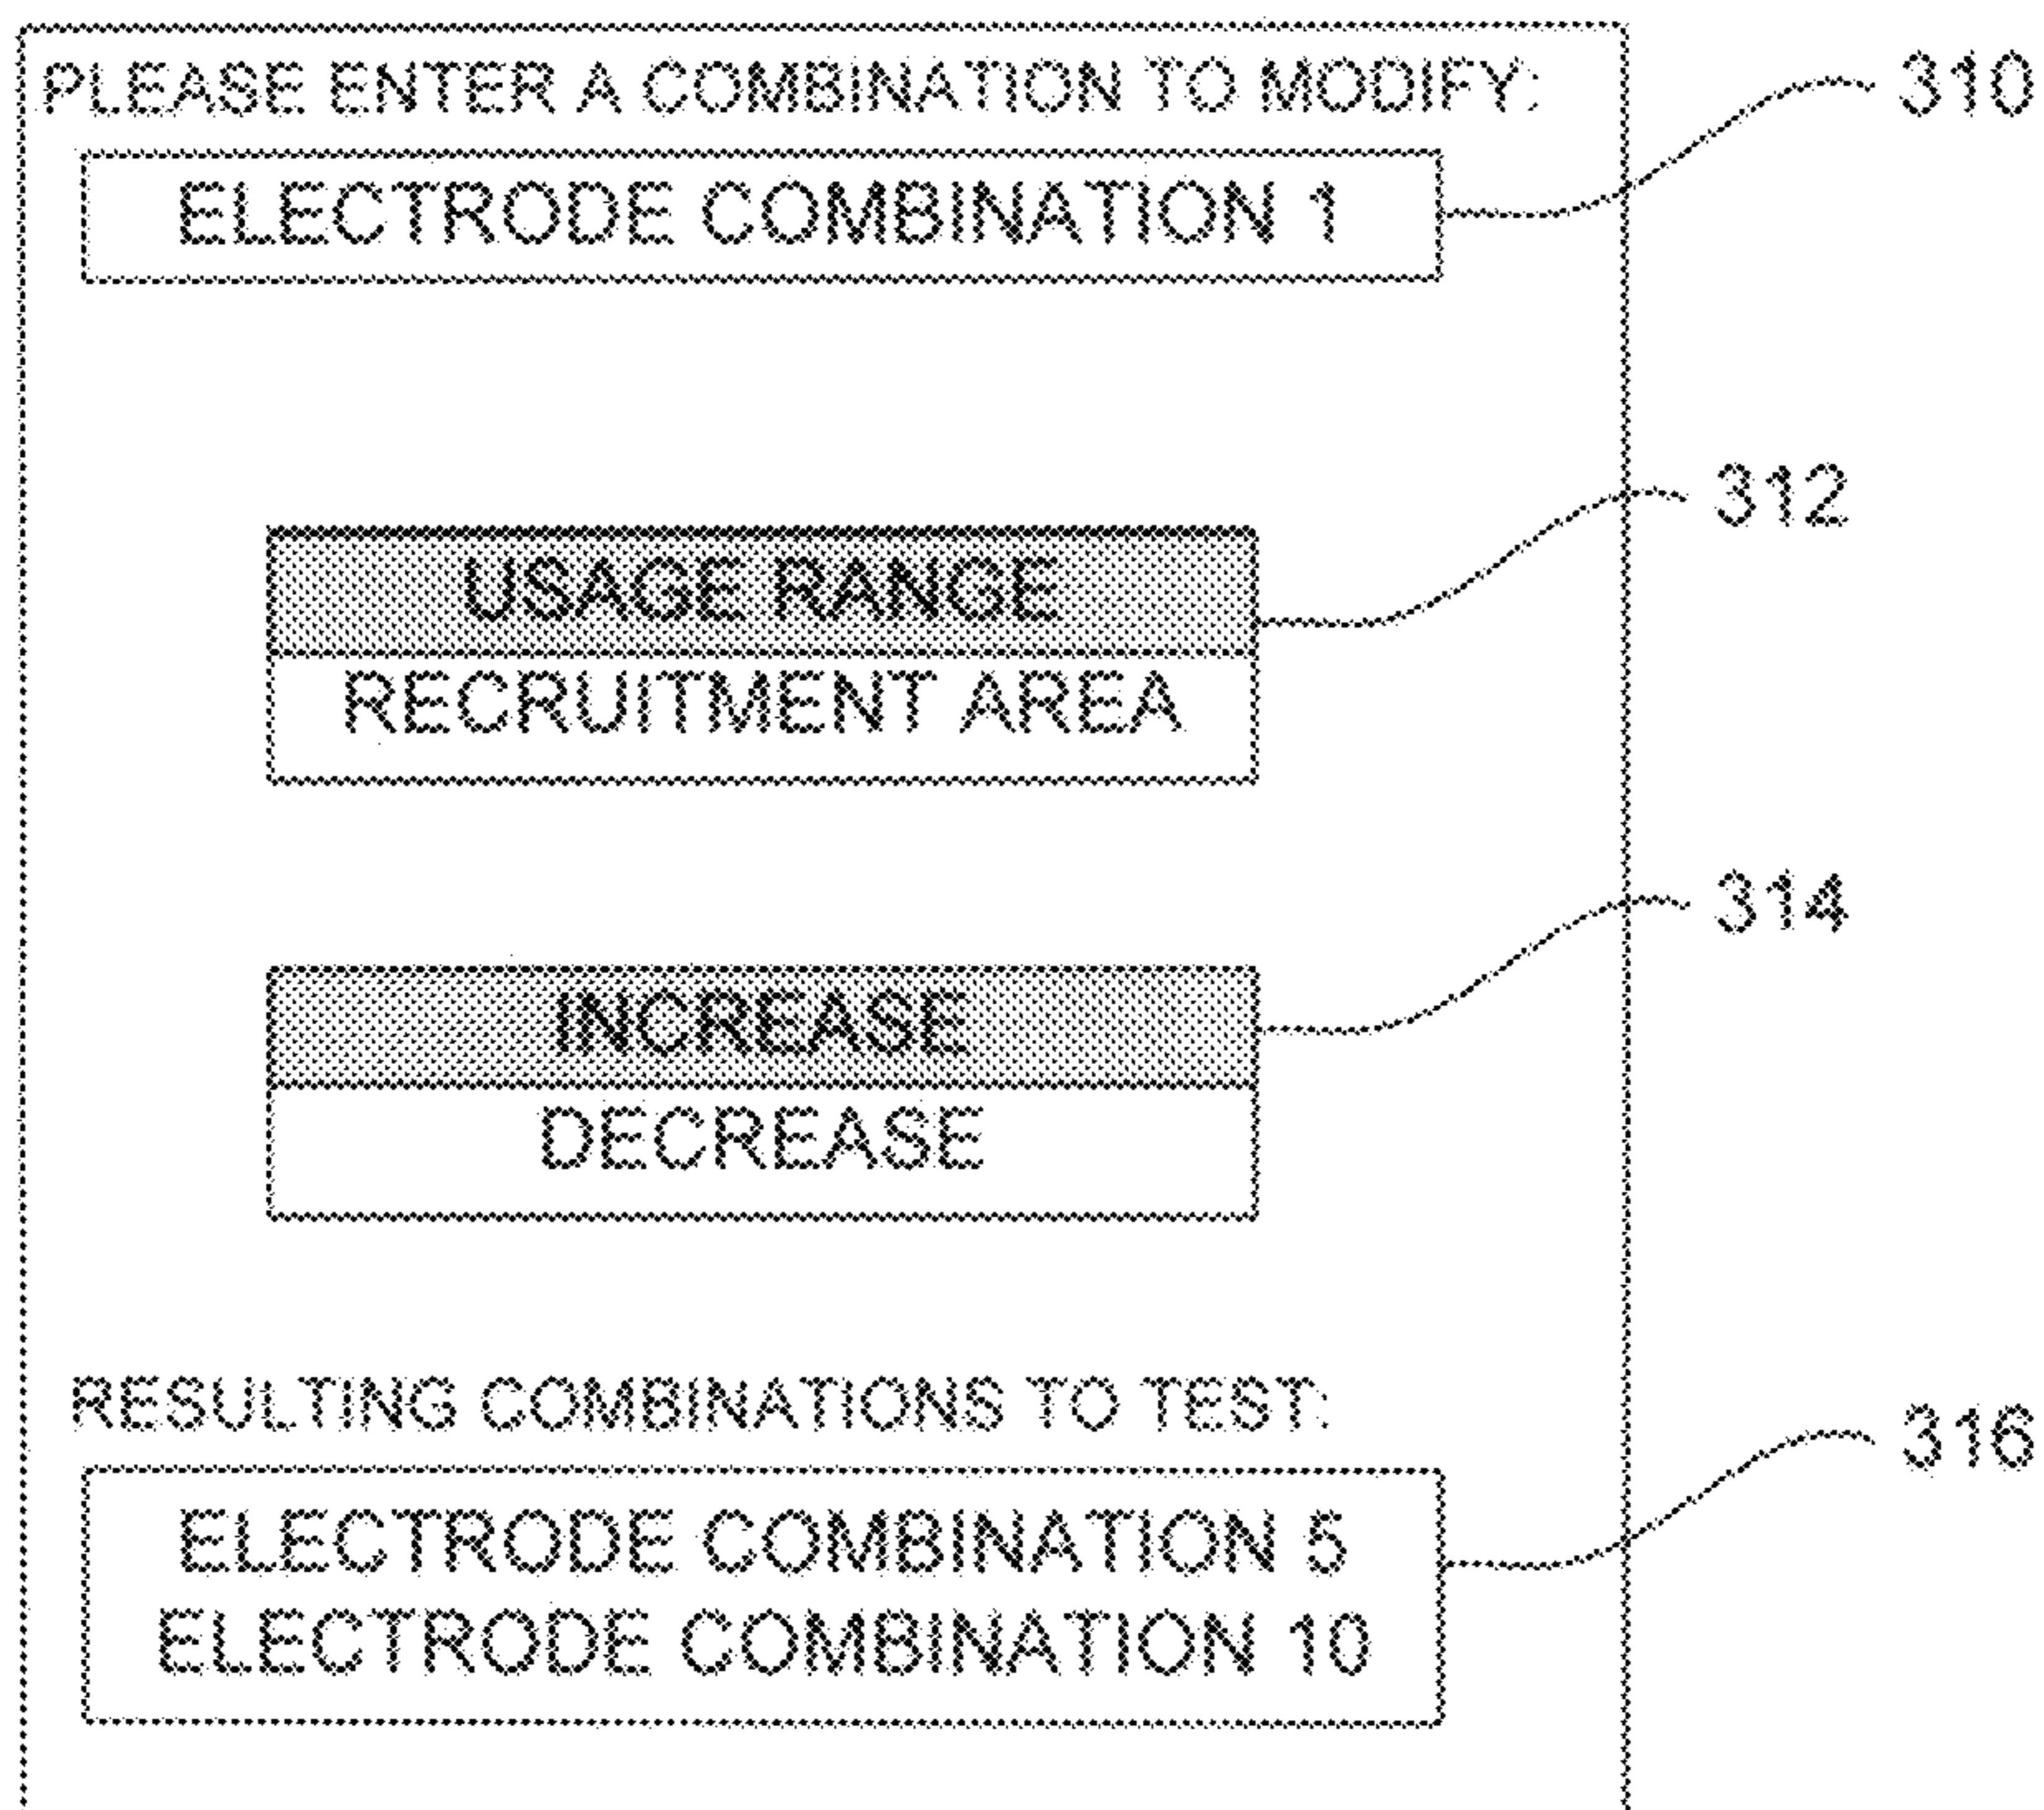 PLEASE ENTER A COMBINATION TO MODIFY:
310
ELECTRODE COMBINATION 1
312
USAGE RANGE
RECRUITMENT AREA
314
INCREASE
DECREASE
RESULTING COMBINATIONS TO TEST:
316
ELECTRODE COMBINATION 5
ELECTRODE COMBINATION 10